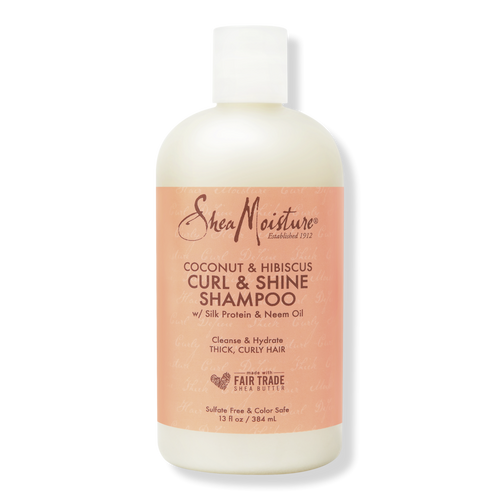 SheaMoisture®
Established 1912
COCONUT & HIBISCUS
CURL & SHINE
SHAMPOO
w/ Silk Protein & Neem Oil
Cleanse & Hydrate
THICK, CURLY HAIR
made with
FAIR TRADE
SHEA BUTTER
Sulfate Free & Color Safe
13 fl oz / 384 mL